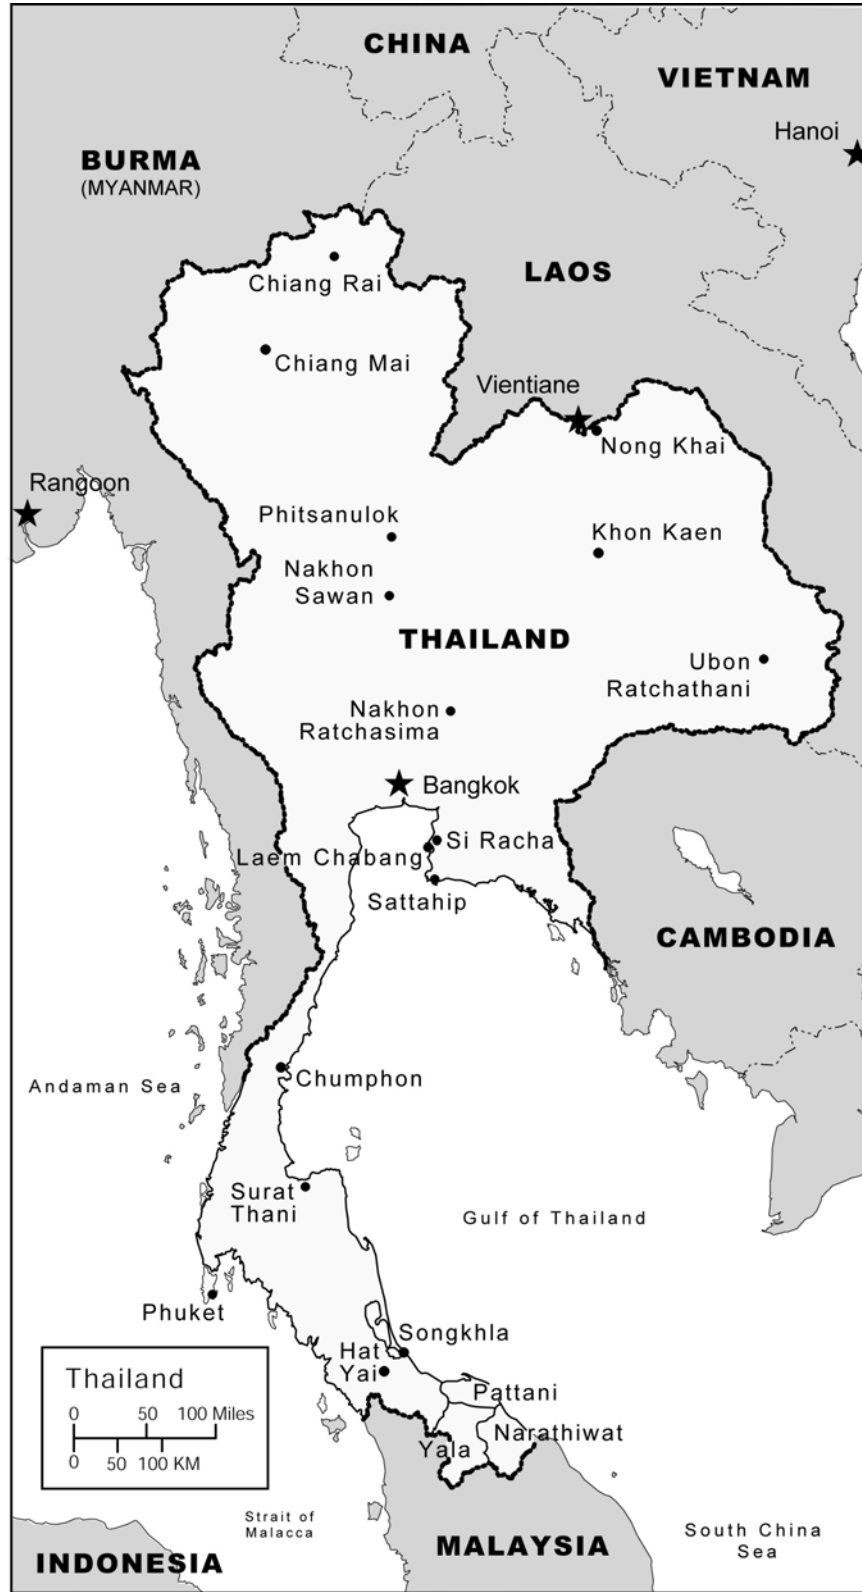 CHINA
VIETNAM
Hanoi
BURMA
(MYANMAR)
LAOS
Chiang Rai
Chiang Mai
Vientiane
Nong Khai
Rangoon
Phitsanulok
Khon Kaen
Nakhon
Sawan
THAILAND
Ubon
Ratchathani
Nakhon
Ratchasima
Bangkok
Si Racha
Laem Chabang
Sattahip
CAMBODIA
Andaman Sea
Chumphon
Surat
Thani
Gulf of Thailand
Phuket
Songkhla
Hat
Yai
Pattani
Narathiwat
Yala
Thailand
0 50 100 Miles
0 50 100 KM
Strait of
Malacca
South China
Sea
MALAYSIA
INDONESIA